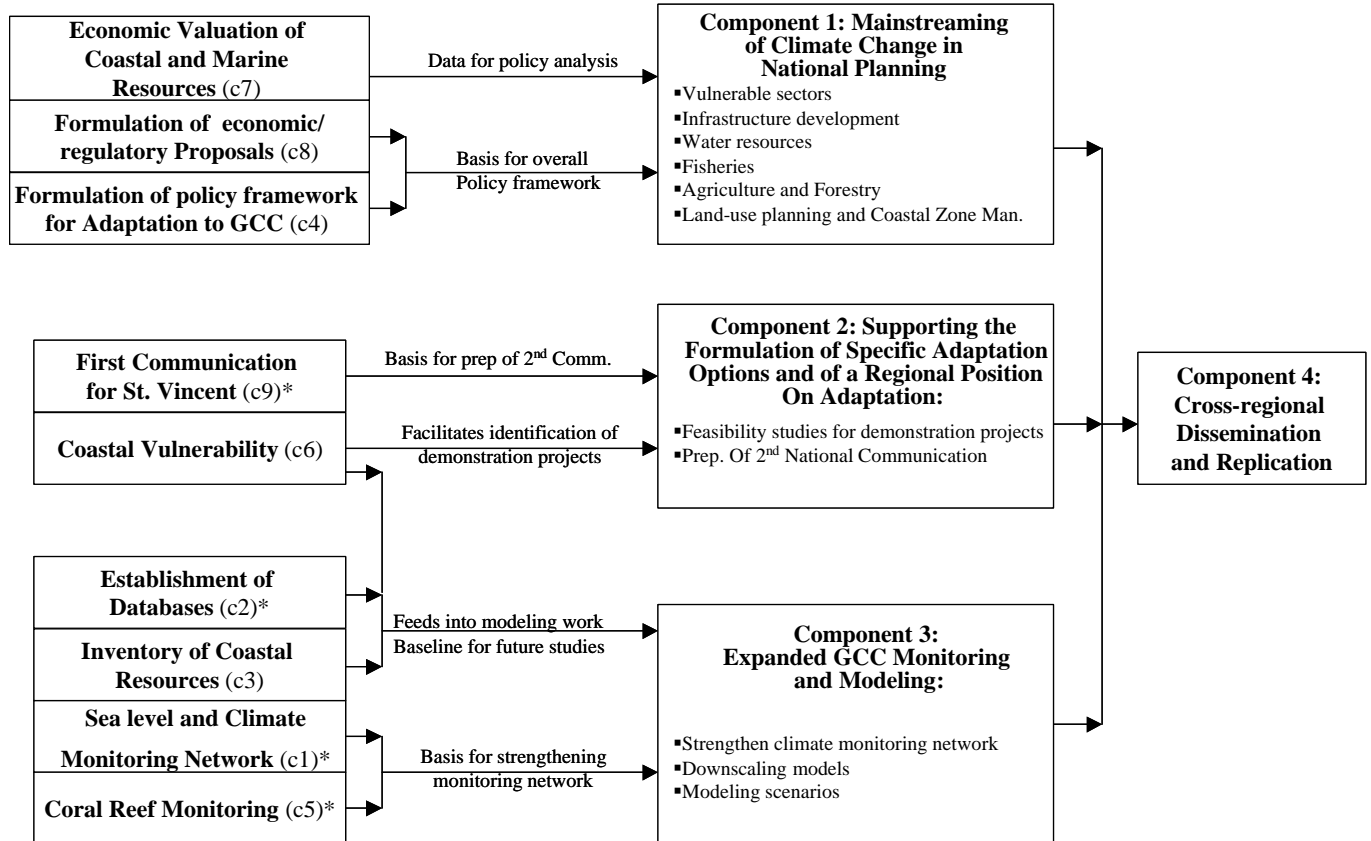 Economic Valuation of
Coastal and Marine
Resources (c7)
Formulation of economic/
regulatory Proposals (c8)
Formulation of policy framework
for Adaptation to GCC (c4)
Data for policy analysis
Basis for overall
Policy framework
Component 1: Mainstreaming
of Climate Change in
National Planning
▪Vulnerable sectors
▪Infrastructure development
▪Water resources
▪Fisheries
▪Agriculture and Forestry
▪Land-use planning and Coastal Zone Man.
First Communication
for St. Vincent (c9)*
Coastal Vulnerability (c6)
Basis for prep of 2nd Comm.
Facilitates identification of
demonstration projects
Component 2: Supporting the
Formulation of Specific Adaptation
Options and of a Regional Position
On Adaptation:
▪Feasibility studies for demonstration projects
▪Prep. Of 2nd National Communication
Establishment of
Databases (c2)*
Inventory of Coastal
Resources (c3)
Sea level and Climate
Monitoring Network (c1)*
Coral Reef Monitoring (c5)*
Feeds into modeling work
Baseline for future studies
Basis for strengthening
monitoring network
Component 3:
Expanded GCC Monitoring
and Modeling:
▪Strengthen climate monitoring network
▪Downscaling models
▪Modeling scenarios
Component 4:
Cross-regional
Dissemination
and Replication